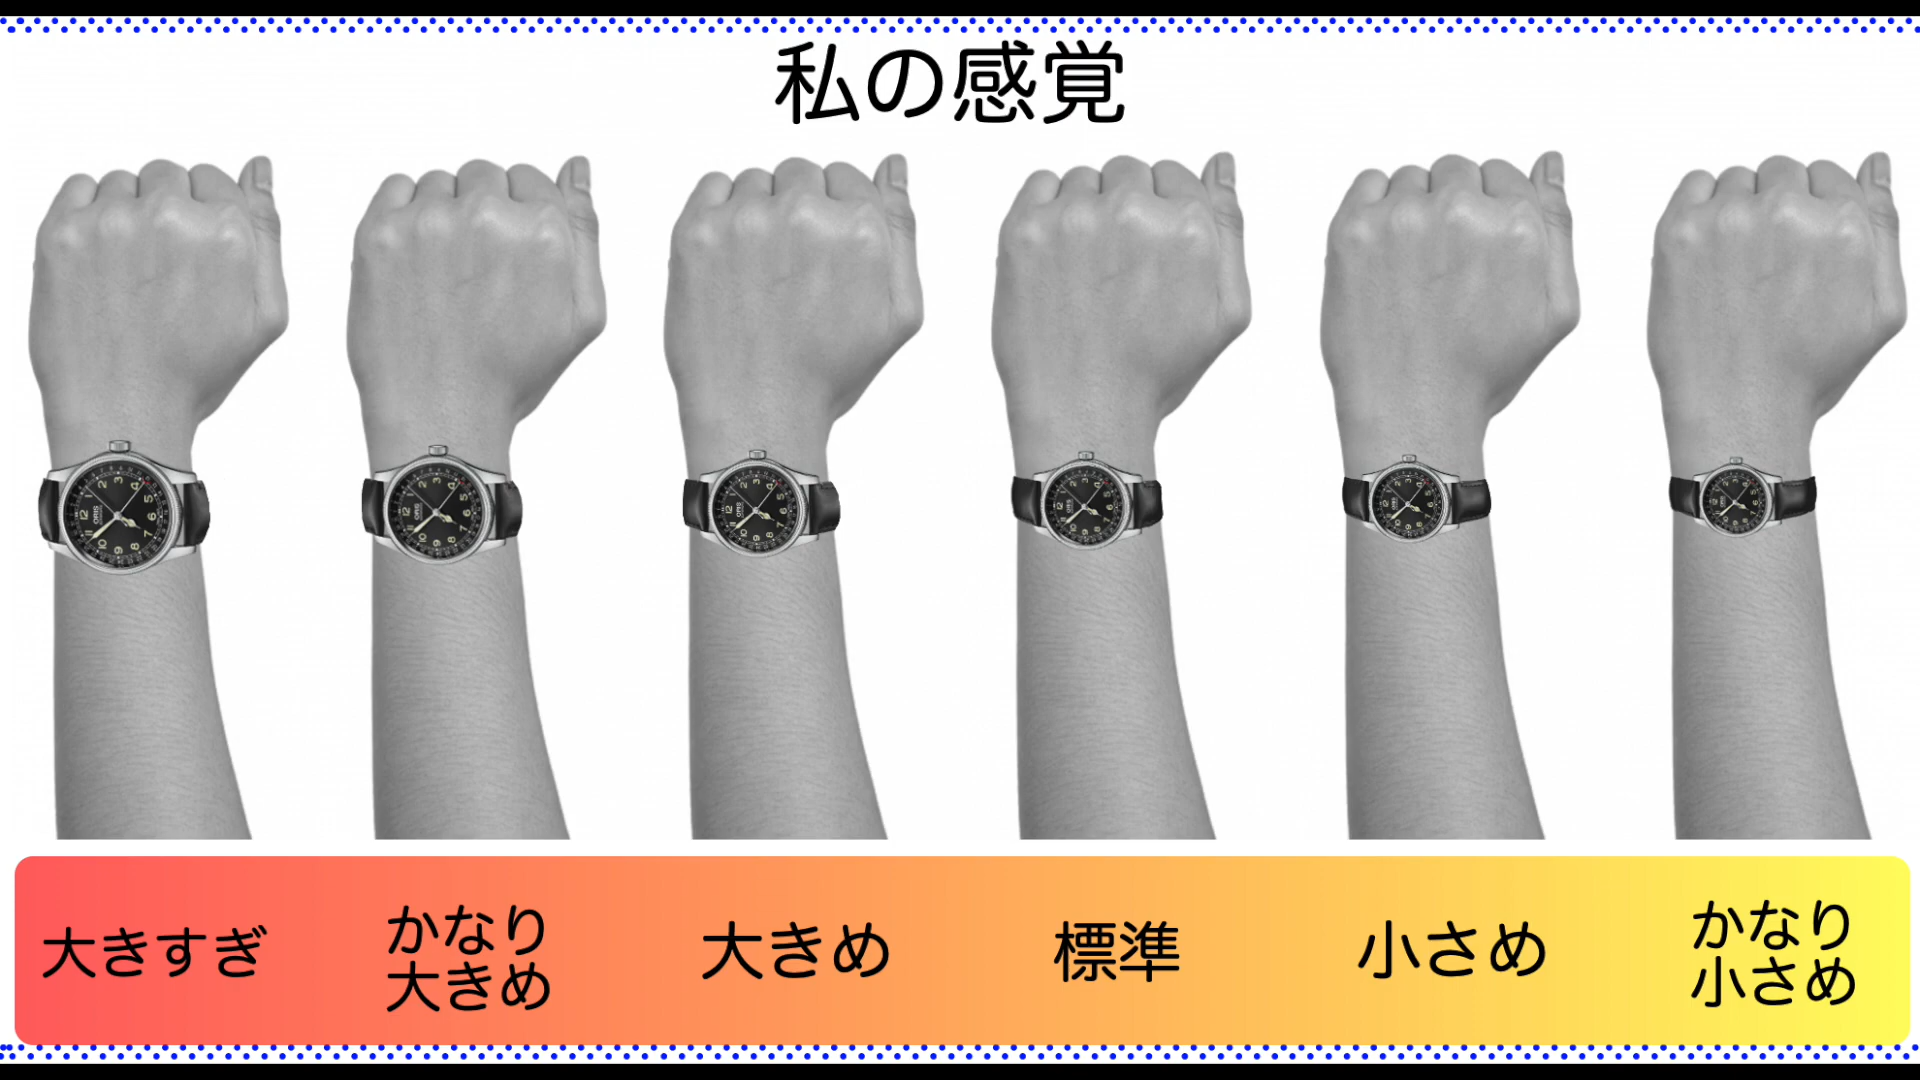 私の感覚
大きすぎ
かなり
大きめ
大きめ
標準
小さめ
かなり
小さめ